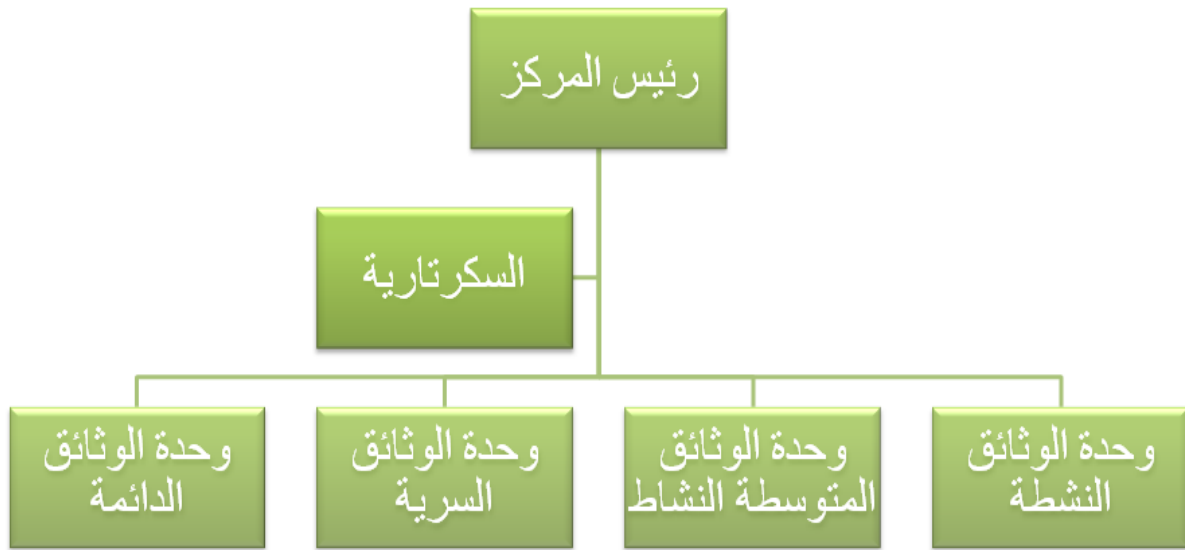 رئيس المركز
السكرتارية
وحدة الوثائق
النشطة
وحدة الوثائق
المتوسطة النشاط
وحدة الوثائق
السرية
وحدة الوثائق
الدائمة